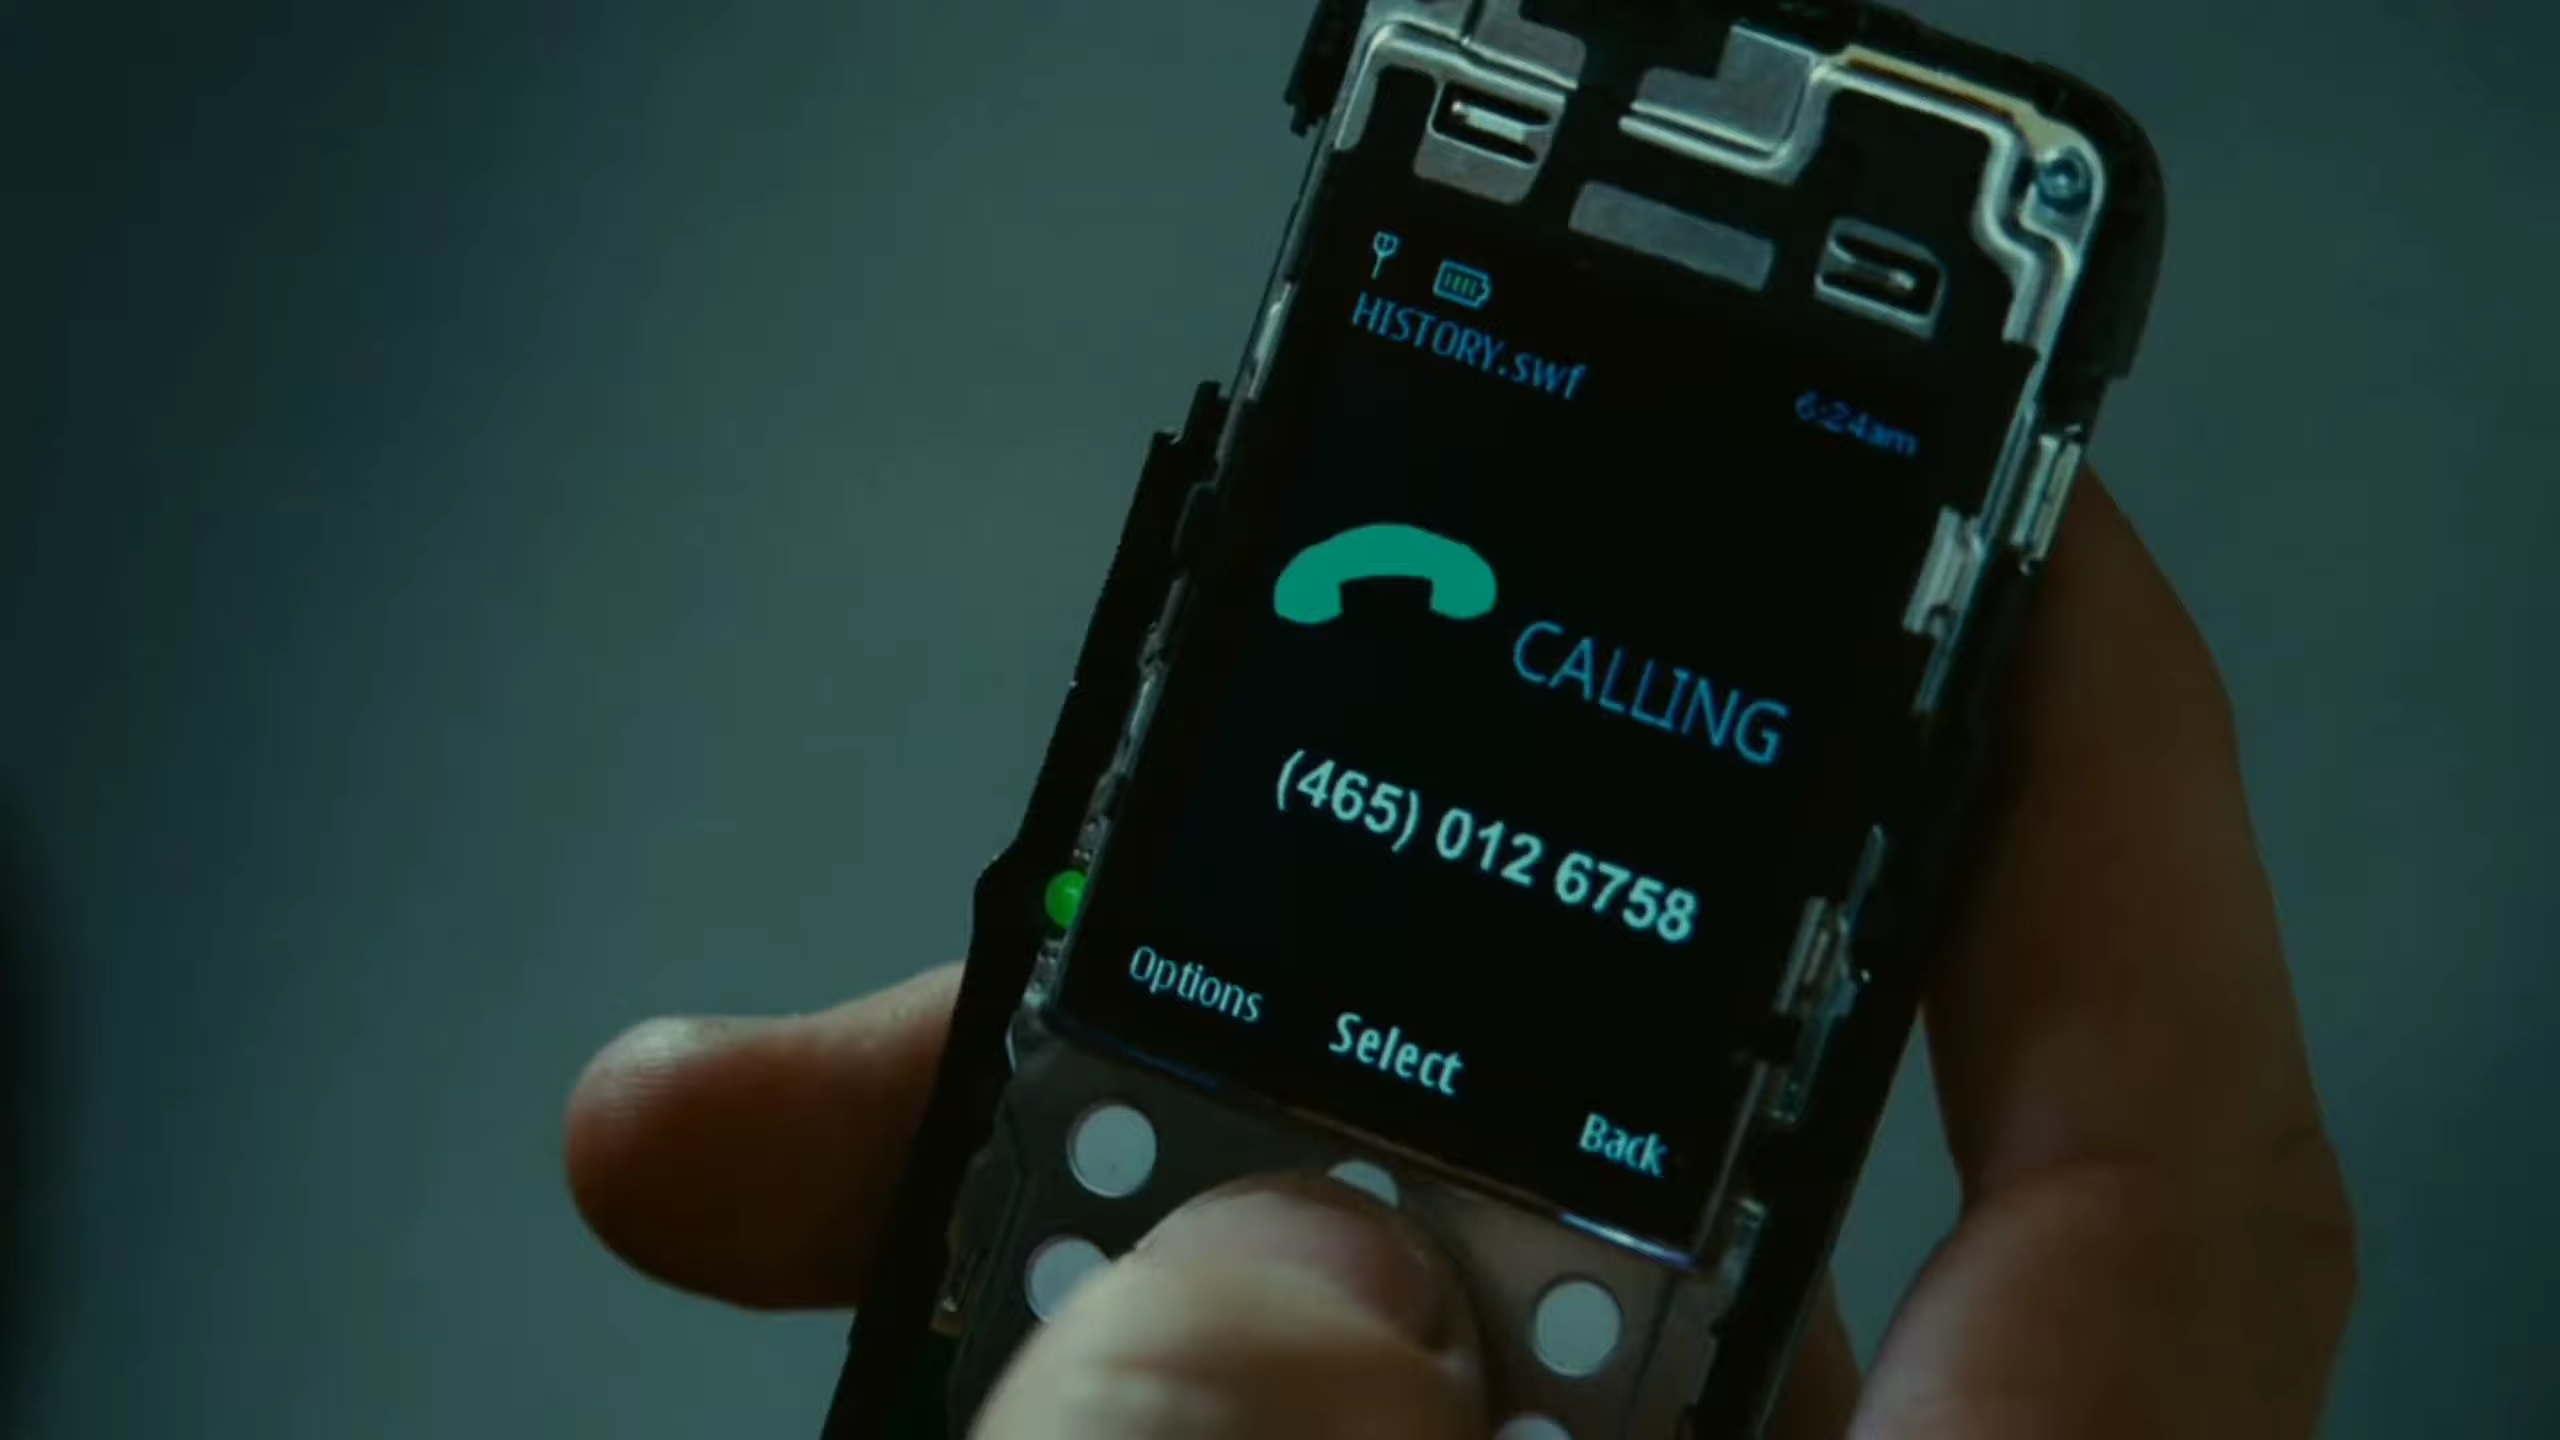 HISTORY.swf
6:24am
CALLING
(465) 012 6758
Options
Select
Back